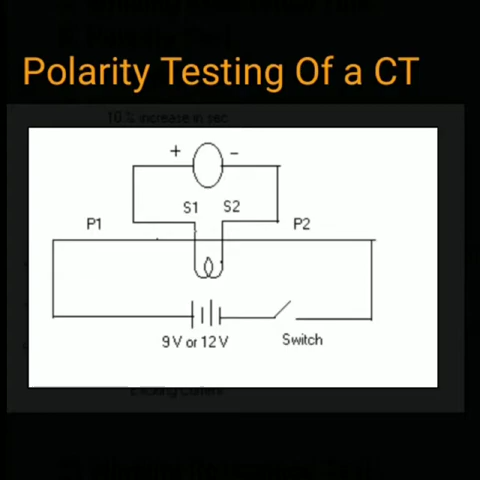 Polarity Testing Of a CT
10 % increase in sec
+ -
S1 S2
P1 P2
9 V or 12 V
Switch